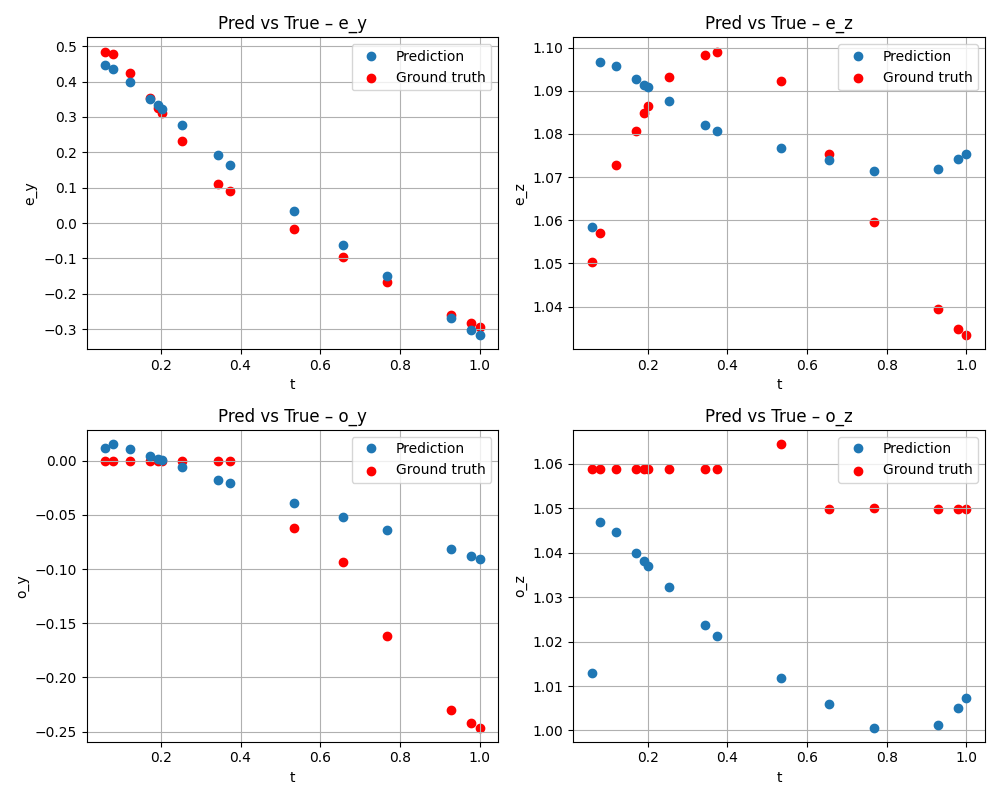 Pred vs True – e_y
Prediction
Ground truth
0.5
0.4
0.3
0.2
0.1
0.0
−0.1
−0.2
−0.3
e_y
0.2 0.4 0.6 0.8 1.0
t
Pred vs True – e_z
Prediction
Ground truth
1.10
1.09
1.08
1.07
1.06
1.05
1.04
e_z
0.2 0.4 0.6 0.8 1.0
t
Pred vs True – o_y
Prediction
Ground truth
0.00
−0.05
−0.10
−0.15
−0.20
−0.25
o_y
0.2 0.4 0.6 0.8 1.0
t
Pred vs True – o_z
Prediction
Ground truth
1.06
1.05
1.04
1.03
1.02
1.01
1.00
o_z
0.2 0.4 0.6 0.8 1.0
t